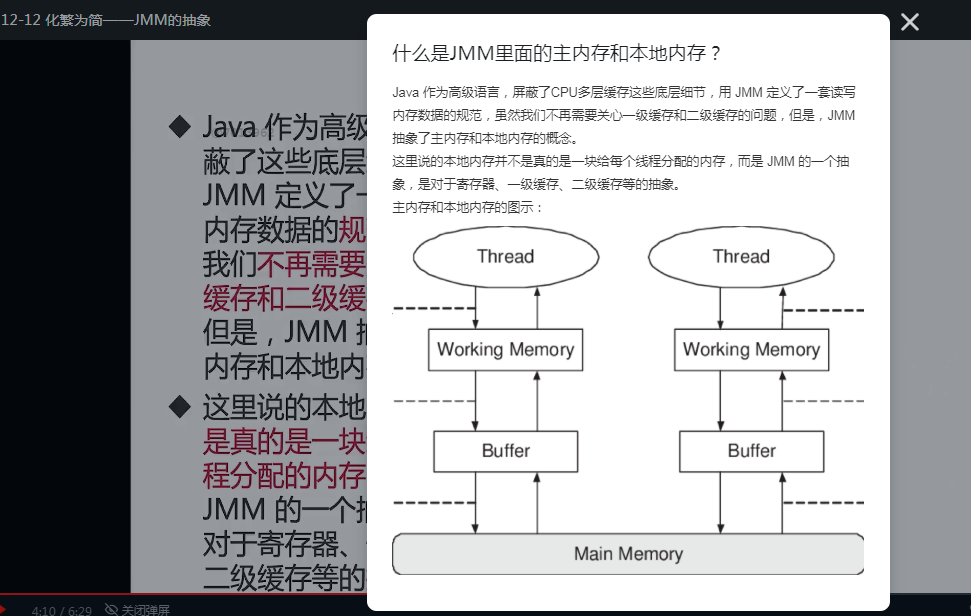 12-12 化繁为简——JMM的抽象
什么是JMM里面的主内存和本地内存？
Java 作为高级语言，屏蔽了CPU多层缓存这些底层细节，用 JMM 定义了一套读写
内存数据的规范，虽然我们不再需要关心一级缓存和二级缓存的问题，但是，JMM
抽象了主内存和本地内存的概念。
这里说的本地内存并不是真的是一块给每个线程分配的内存，而是 JMM 的一个抽
象，是对于寄存器、一级缓存、二级缓存等的抽象。
主内存和本地内存的图示：
Thread Thread
Working Memory Working Memory
Buffer Buffer
Main Memory
Java 作为高级
蔽了这些底层
JMM 定义了一
内存数据的规
我们不再需要
缓存和二级缓
但是，JMM
内存和本地内
这里说的本地
是真的是一块
程分配的内存
JMM 的一个
对于寄存器、
二级缓存等的
4:10 / 6:29 关闭弹屏